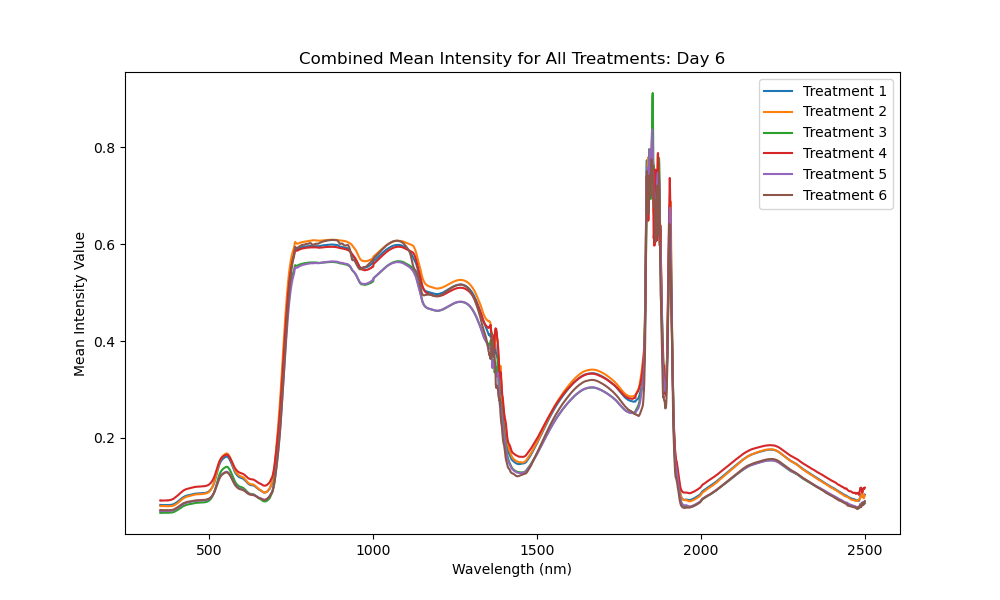 Combined Mean Intensity for All Treatments: Day 6
Treatment 1
Treatment 2
Treatment 3
Treatment 4
Treatment 5
Treatment 6
Mean Intensity Value
0.8
0.6
0.4
0.2
500
1000
1500
2000
2500
Wavelength (nm)